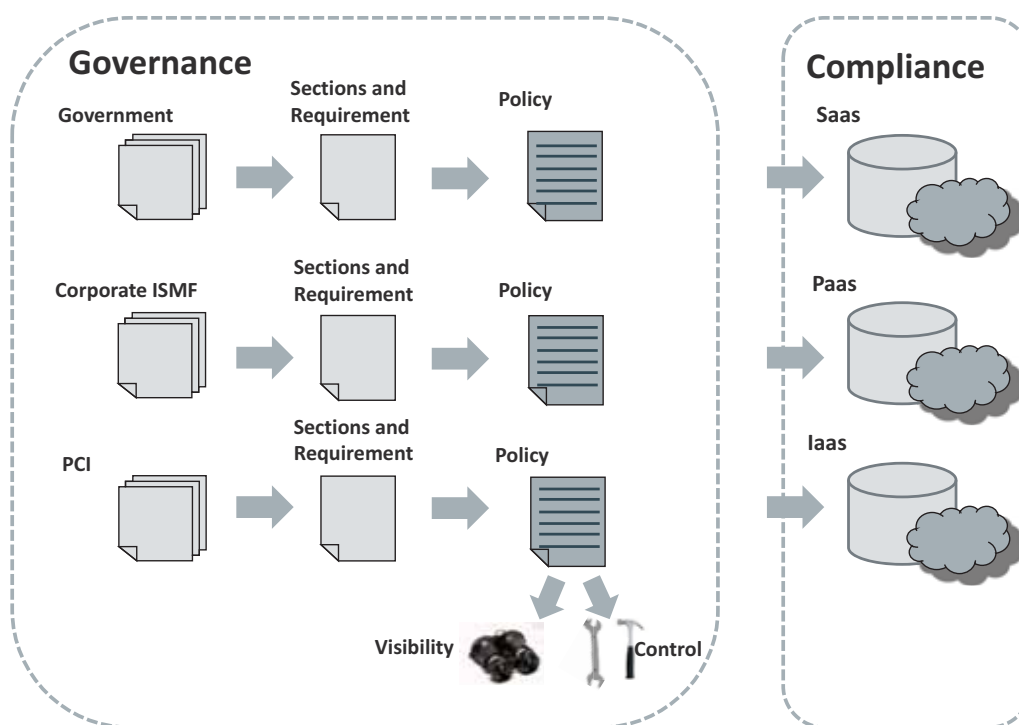 Governance
Compliance
Government
Sections and
Requirement
Policy
Saas
Corporate ISMF
Sections and
Requirement
Policy
Paas
PCI
Sections and
Requirement
Policy
Iaas
Visibility
Control